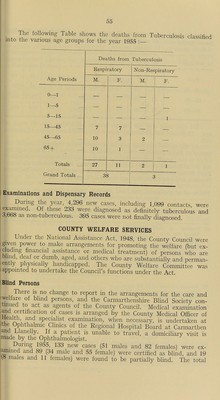 55
The following Table shows the deaths from Tuberculosis classified
into the various age groups for the year 1955 :—
Deaths from Tuberculosis
Respiratory Non-Respiratory
Age Periods M. F. M. F.
0—1 — — — —
1—5 — — — —
5—15 — — — 1
15—45 7 7 — —
45—65 10 3 2 —
65+ 10 1 — —
Totals 27 11 2 1
Grand Totals 38 3
Examinations and Dispensary Records
During the year, 4,296 new cases, including 1,099 contacts, were
examined. Of these 233 were diagnosed as definitely tuberculous and
3,668 as non-tuberculous. 395 cases were not finally diagnosed.
COUNTY WELFARE SERVICES
Under the National Assistance Act, 1948, the County Council were
given power to make arrangements for promoting the welfare (but ex-
cluding financial assistance or medical treatment) of persons who are
blind, deaf or dumb, aged, and others who are substantially and perman-
ently physically handicapped. The County Welfare Committee was
appointed to undertake the Council's functions under the Act.
Blind Persons
There is no change to report in the arrangements for the care and
welfare of blind persons, and the Carmarthenshire Blind Society con-
tinued to act as agents of the County Council. Medical examination
and certification of cases is arranged by the County Medical Officer of
Health, and specialist examination, when necessary, is undertaken at
the Ophthalmic Clinics of the Regional Hospital Board at Carmarthen
and Llanelly. If a patient is unable to travel, a domiciliary visit is
made by the Ophthalmologist.
During 1955, 133 new cases (51 males and 82 females) were ex-
amined and 89 (34 male and 55 female) were certified as blind, and 19
(8 males and 11 females) were found to be partially blind. The total